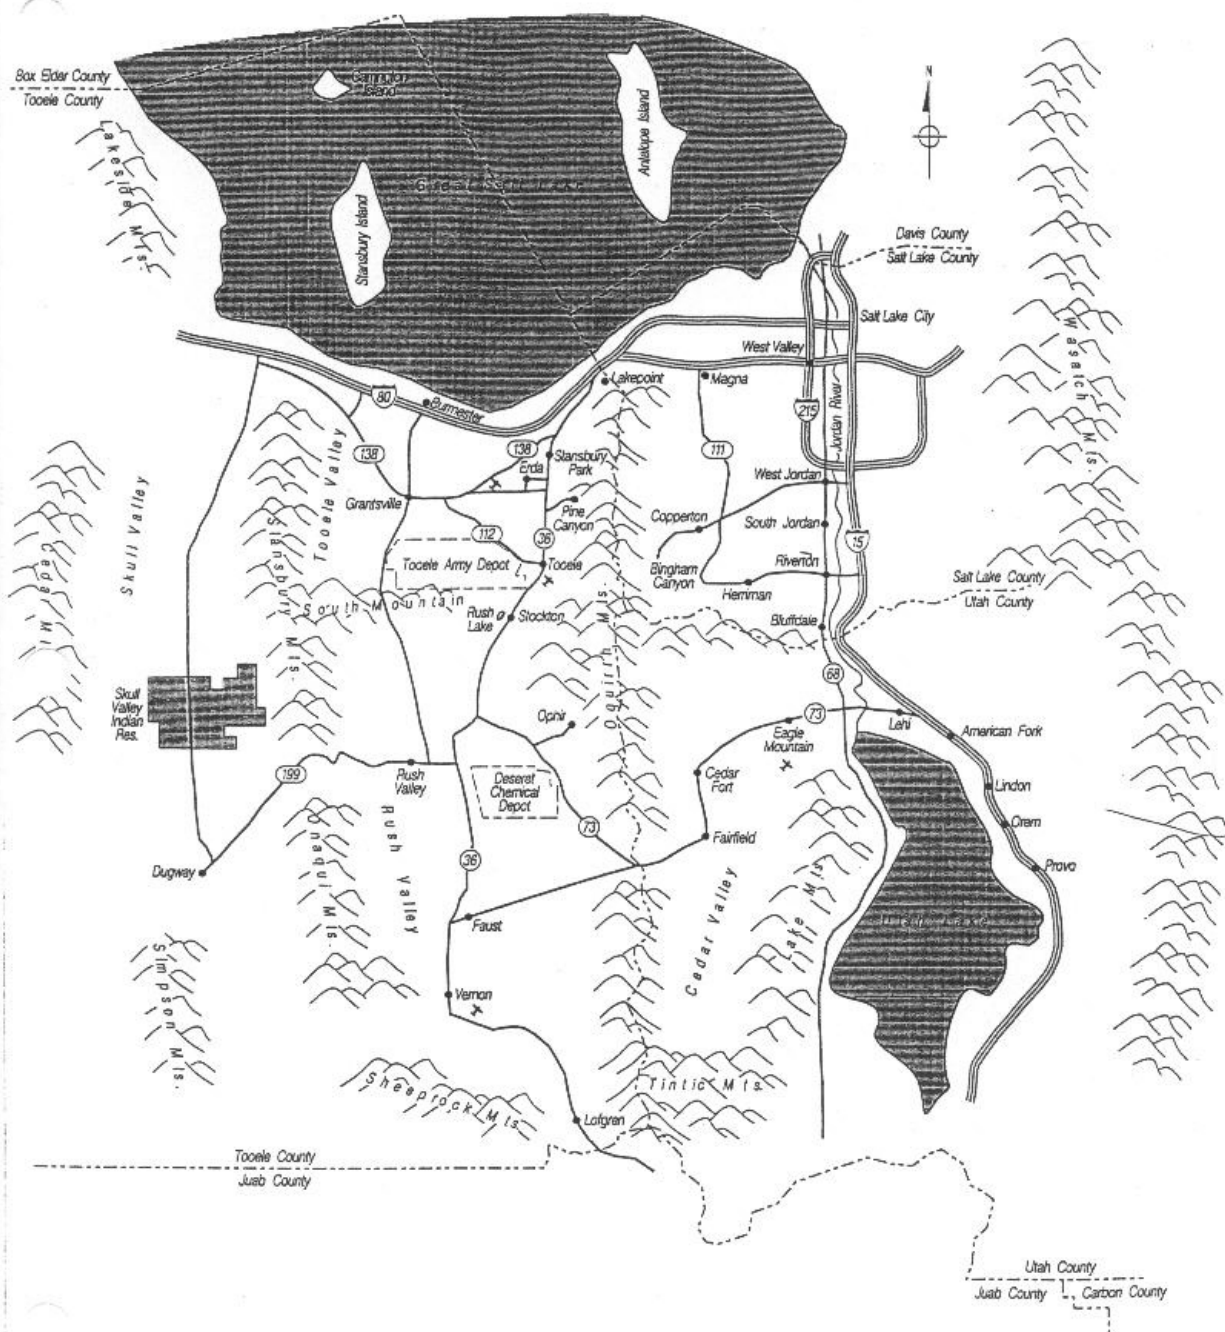 Box Elder County
Tooele County
Carrington
Island
Antelope Island
N
Lakeside Mts.
Great Salt Lake
Stansbury Island
Davis County
Salt Lake County
Salt Lake City
West Valley
Wasatch Mts.
Lakepoint
Magna
80
Burmester
215
Jordan River
138
138
Stansbury
Park
Erda
111
West Jordan
Skull Valley
Tooele Valley
Grantsville
Pine
Canyon
Copperton
South Jordan
112
36
15
Cedar Mts.
Stansbury Mts.
Tooele Army Depot
Tooele
Bingham
Canyon
Riverton
Herriman
Salt Lake County
Utah County
South Mountain
Rush
Lake
Stockton
Bluffdale
Oquirrh Mts.
68
Skull
Valley
Indian
Res.
Ophir
73
Eagle
Mountain
Lehi
American Fork
199
Rush
Valley
Deseret
Chemical
Depot
Cedar
Fort
Lindon
Rush Valley
Onaqui Mts.
73
Fairfield
Orem
Dugway
36
Provo
Cedar Valley
Lake Mts.
Faust
Utah Lake
Simpson Mts.
Vernon
Sheeprock Mts.
Tintic Mts.
Lofgren
Tooele County
Juab County
Utah County
Juab County
Carbon County